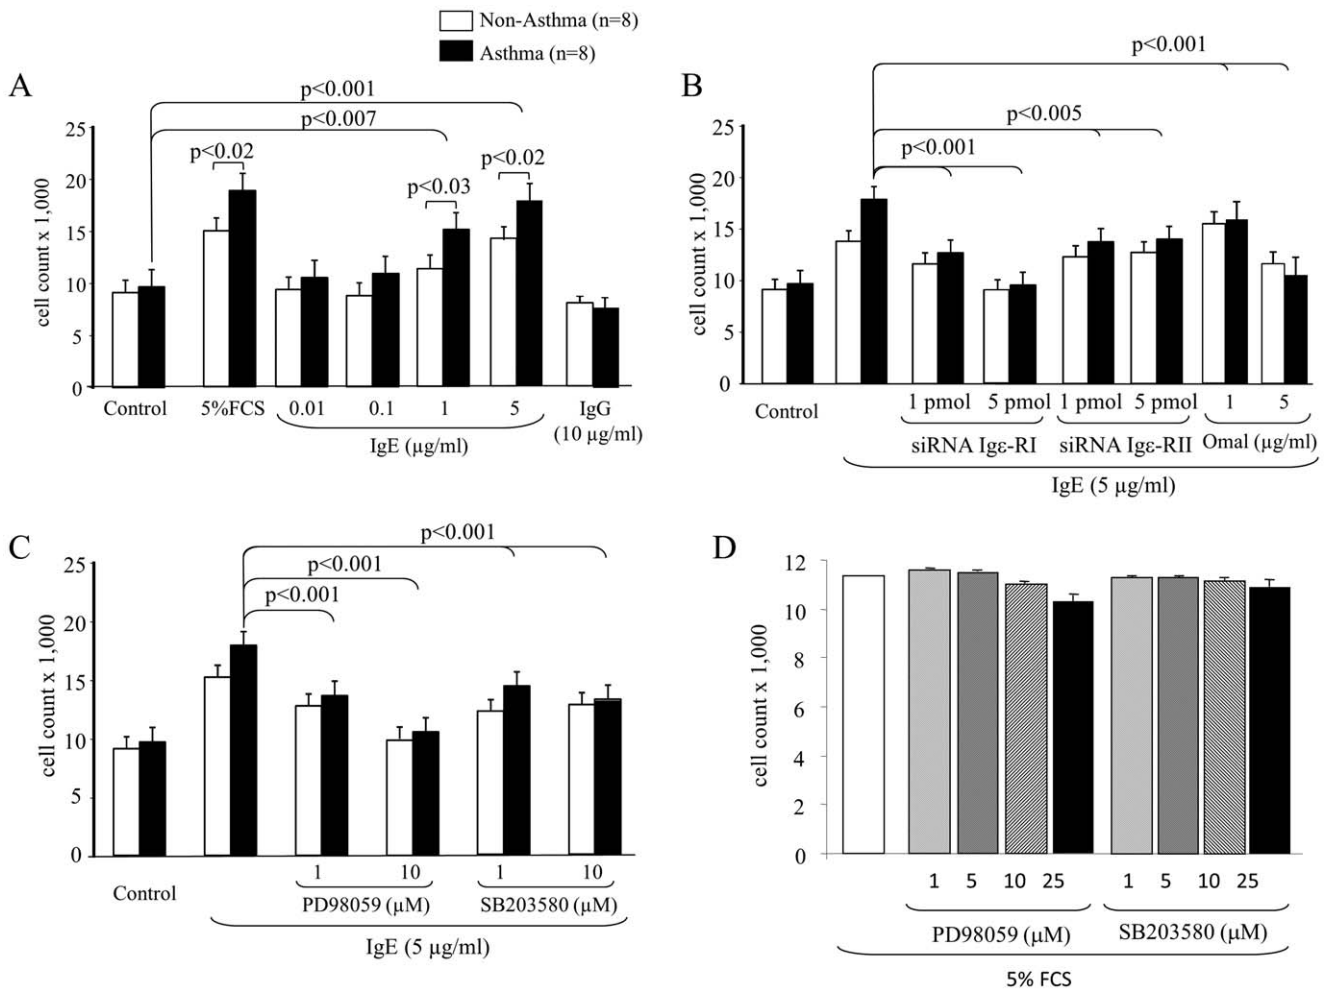 Non-Asthma (n=8)
Asthma (n=8)
A
p<0.001
p<0.007
p<0.02
p<0.03
p<0.02
cell count x 1,000
25
20
15
10
5
0
Control
5%FCS
0.01
0.1
1
5
IgG
(10 µg/ml)
IgE (µg/ml)
B
p<0.001
p<0.005
p<0.001
cell count x 1,000
25
20
15
10
5
0
Control
1 pmol
5 pmol
1 pmol
5 pmol
1
5
siRNA Igε-RI
siRNA Igε-RII
Omal (µg/ml)
IgE (5 µg/ml)
C
p<0.001
p<0.001
p<0.001
cell count x 1,000
25
20
15
10
5
0
Control
1
10
1
10
PD98059 (µM)
SB203580 (µM)
IgE (5 µg/ml)
D
cell count x 1,000
12
10
8
6
4
2
0
1
5
10
25
1
5
10
25
PD98059 (µM)
SB203580 (µM)
5% FCS